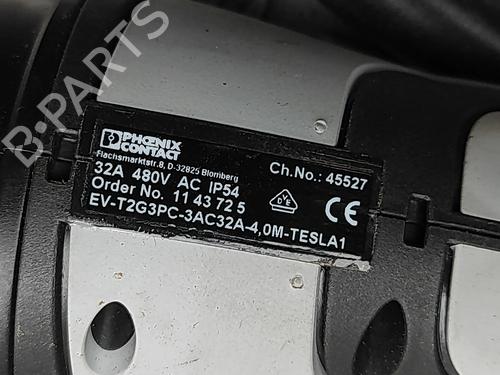 PHŒNIX
CONTACT
Flachsmarktstr.8, D-32825 Blomberg
Ch.No.: 45527
32A 480V AC IP54
Order No. 11 43 72 5
EV-T2G3PC-3AC32A-4,0M-TESLA1
D E
CE
B-PARTS